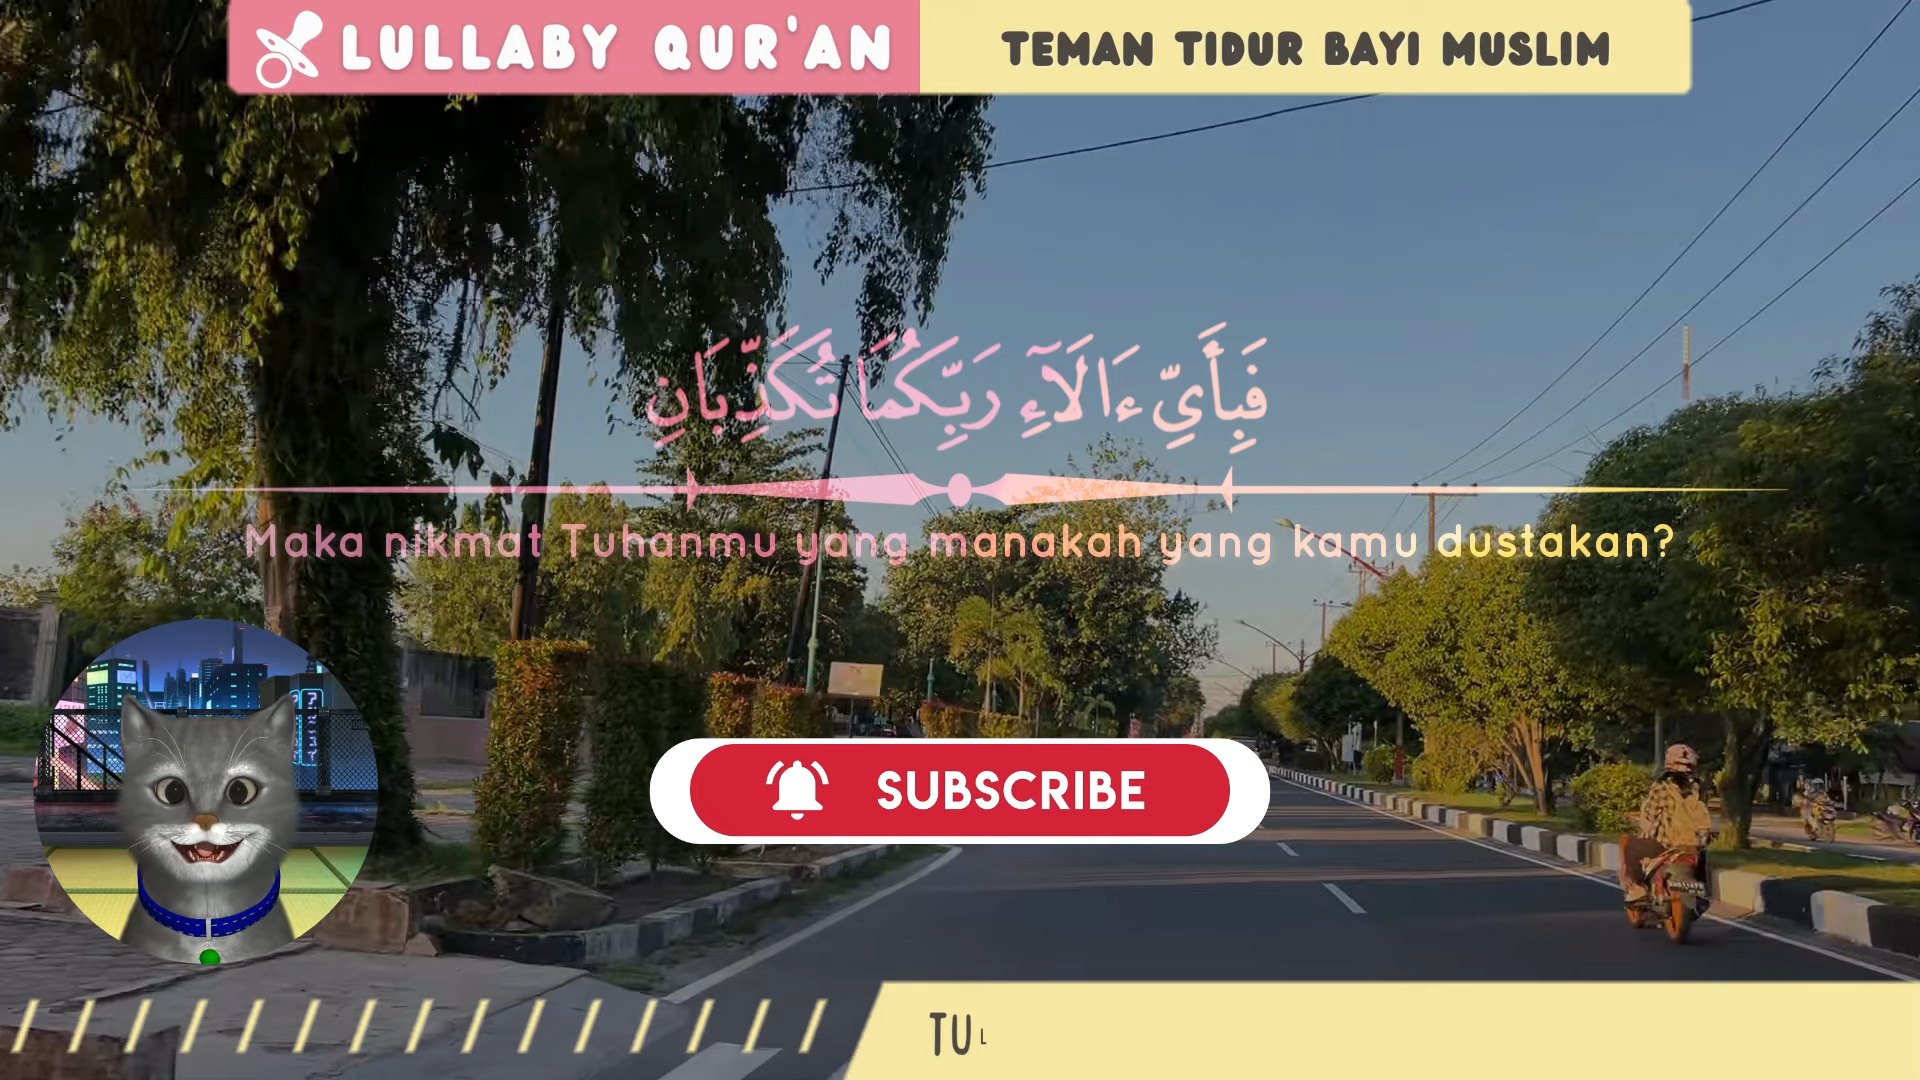 LULLABY QUR'AN
TEMAN TIDUR BAYI MUSLIM
فَبِأَيِّ ءَالَآءِ رَبِّكُمَا تُكَذِّبَانِ
Maka nikmat Tuhanmu yang manakah yang kamu dustakan?
SUBSCRIBE
TUL